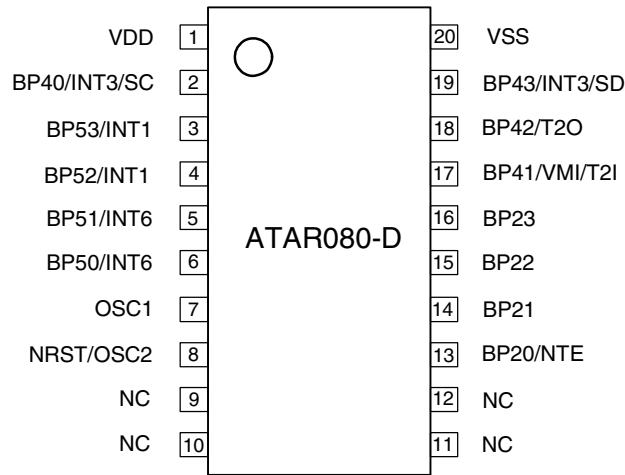 VDD 1 20 VSS
BP40/INT3/SC 2 19 BP43/INT3/SD
BP53/INT1 3 18 BP42/T2O
BP52/INT1 4 17 BP41/VMI/T2I
BP51/INT6 5 16 BP23
ATAR080-D
BP50/INT6 6 15 BP22
OSC1 7 14 BP21
NRST/OSC2 8 13 BP20/NTE
NC 9 12 NC
NC 10 11 NC